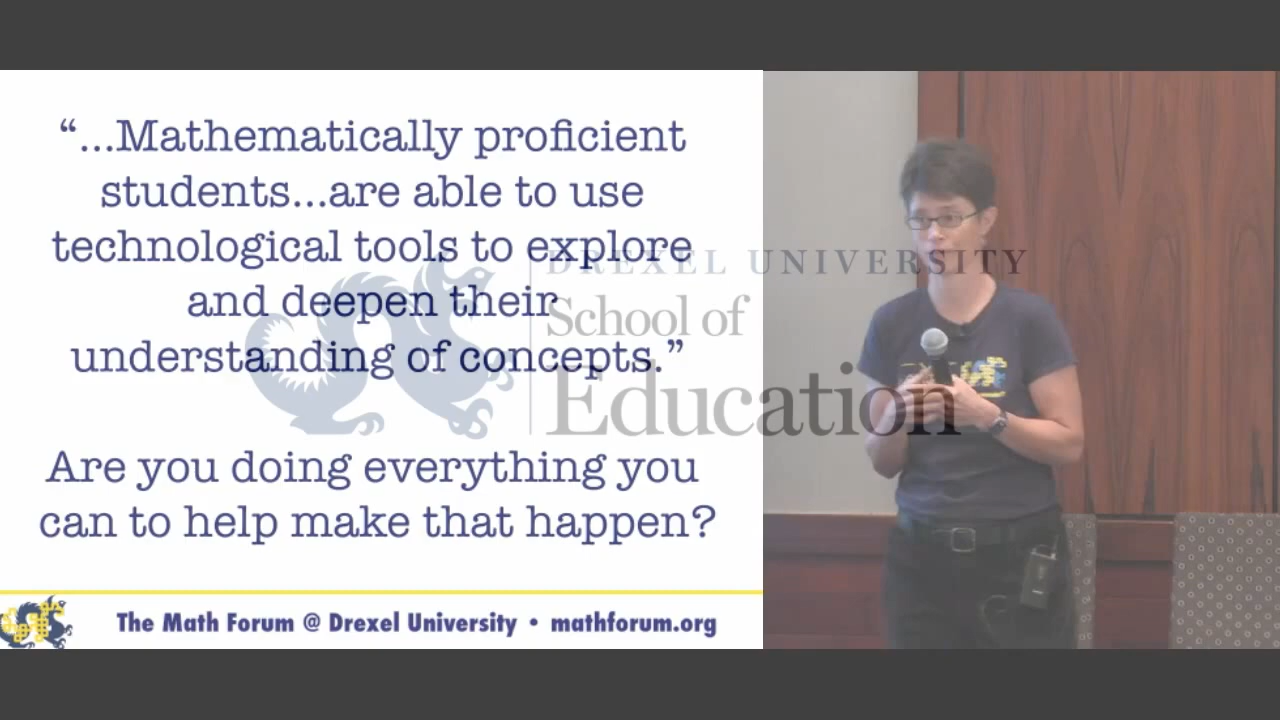 “...Mathematically proficient
students...are able to use
technological tools to explore
and deepen their
understanding of concepts.”
Are you doing everything you
can to help make that happen?
The Math Forum @ Drexel University • mathforum.org
DREXEL UNIVERSITY
School of
Education